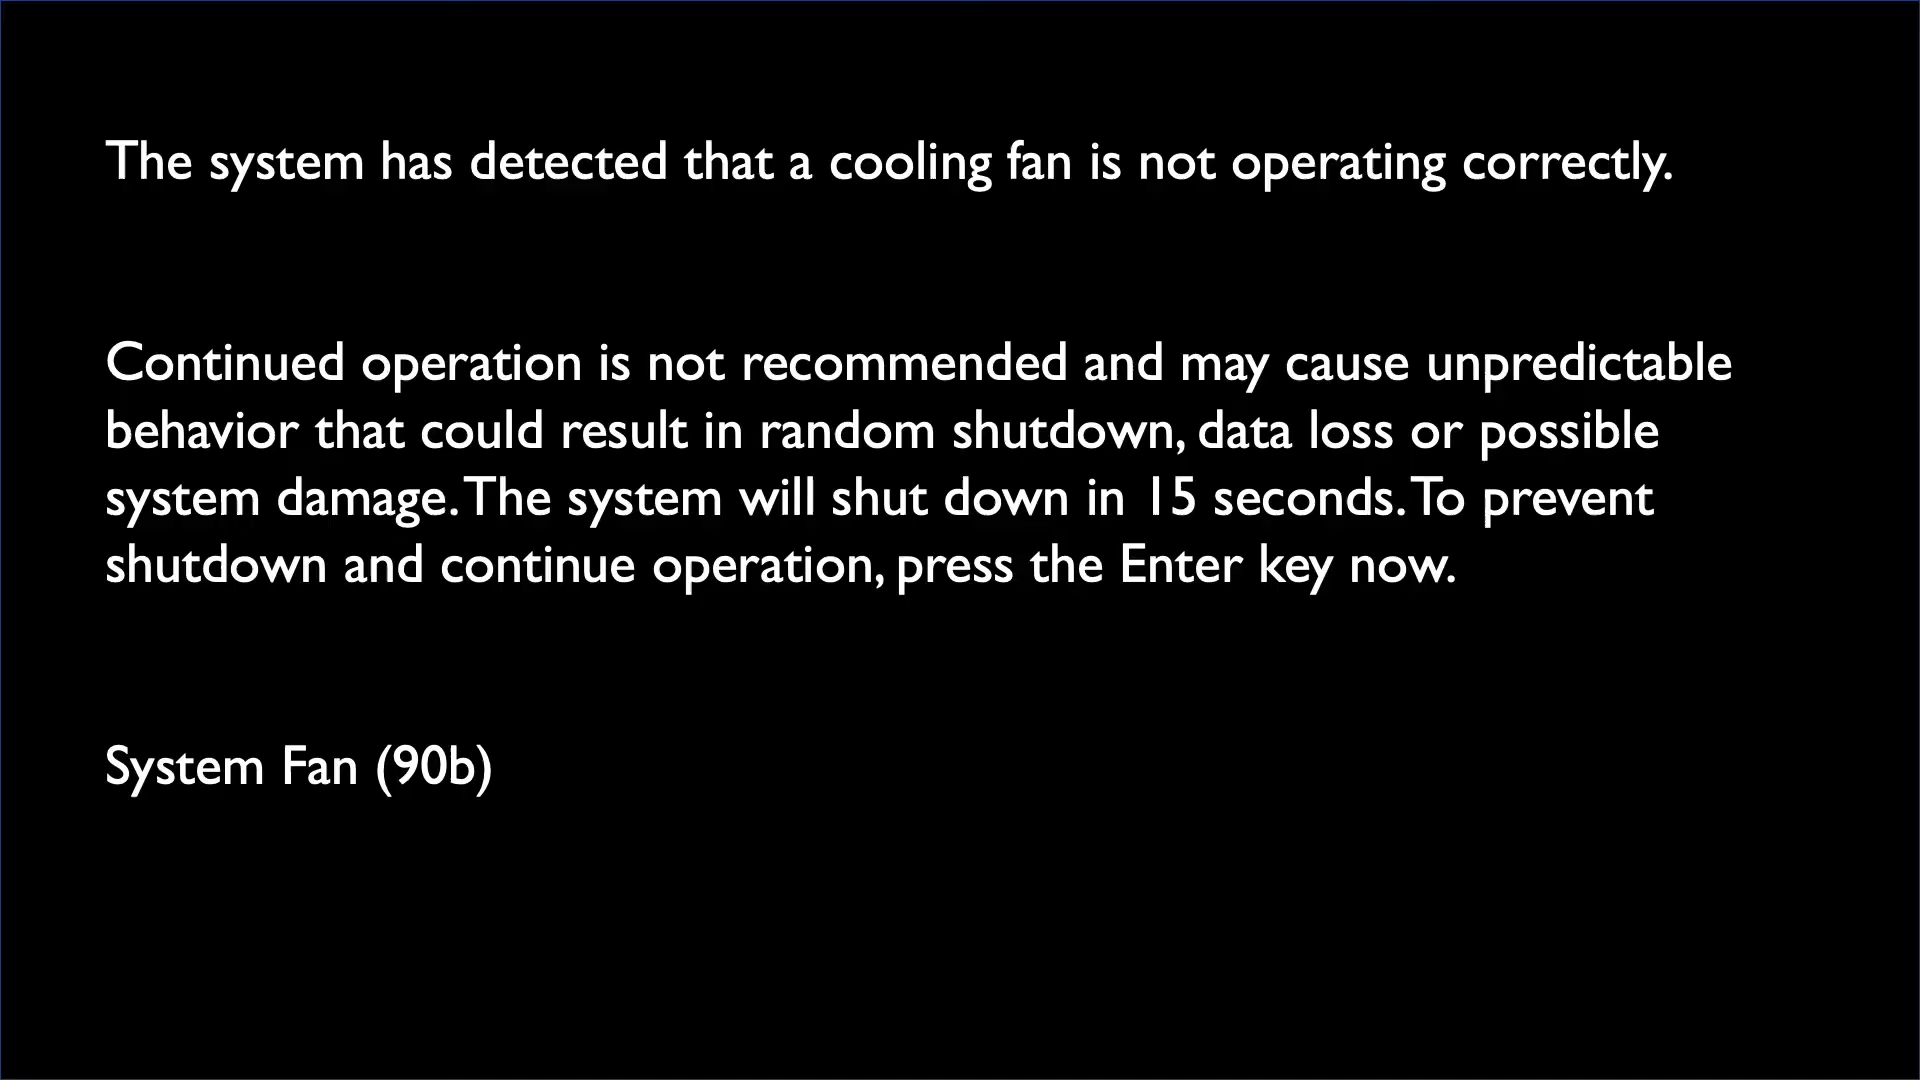 The system has detected that a cooling fan is not operating correctly.
Continued operation is not recommended and may cause unpredictable
behavior that could result in random shutdown, data loss or possible
system damage. The system will shut down in 15 seconds. To prevent
shutdown and continue operation, press the Enter key now.
System Fan (90b)